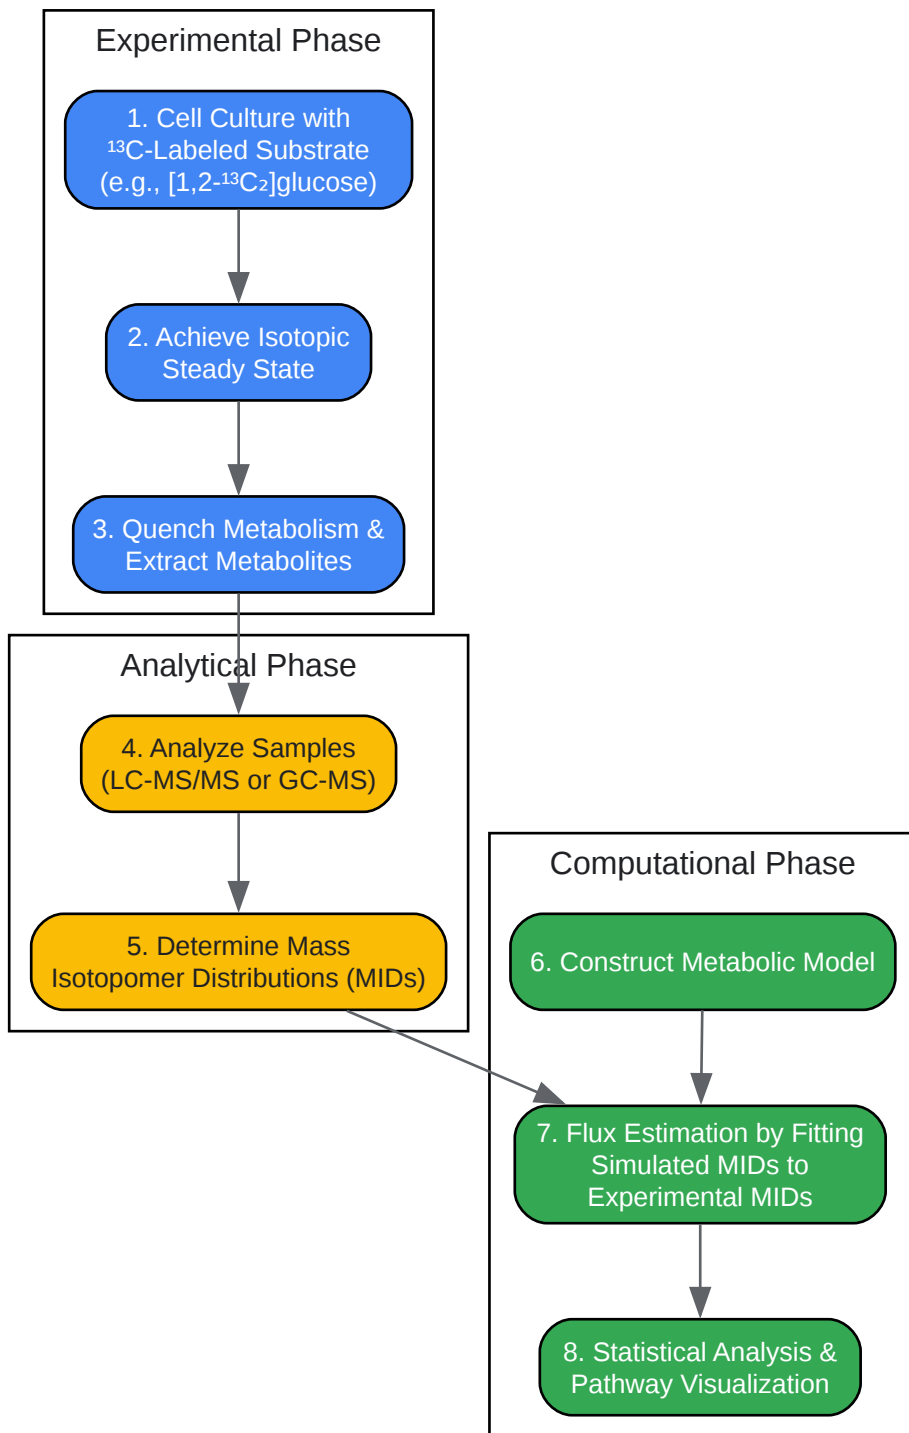 Experimental Phase
1. Cell Culture with
¹³C-Labeled Substrate
(e.g., [1,2-¹³C₂]glucose)
2. Achieve Isotopic
Steady State
3. Quench Metabolism &
Extract Metabolites
Analytical Phase
4. Analyze Samples
(LC-MS/MS or GC-MS)
5. Determine Mass
Isotopomer Distributions (MIDs)
Computational Phase
6. Construct Metabolic Model
7. Flux Estimation by Fitting
Simulated MIDs to
Experimental MIDs
8. Statistical Analysis &
Pathway Visualization